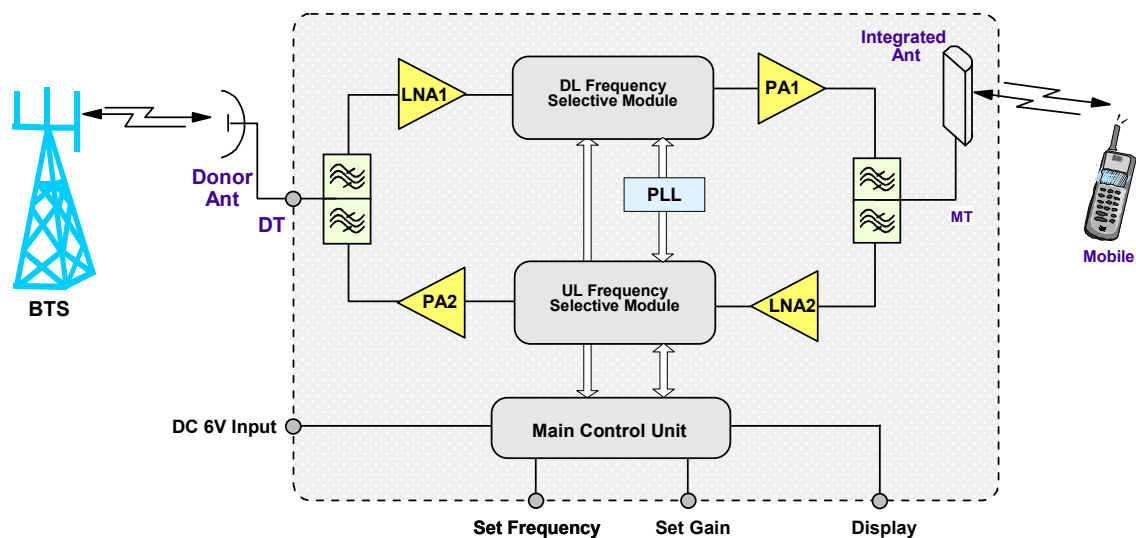 Integrated
Ant
LNA1
DL Frequency
Selective Module
PA1
Donor
Ant
DT
PLL
MT
Mobile
BTS
PA2
UL Frequency
Selective Module
LNA2
DC 6V Input
Main Control Unit
Set Frequency
Set Gain
Display